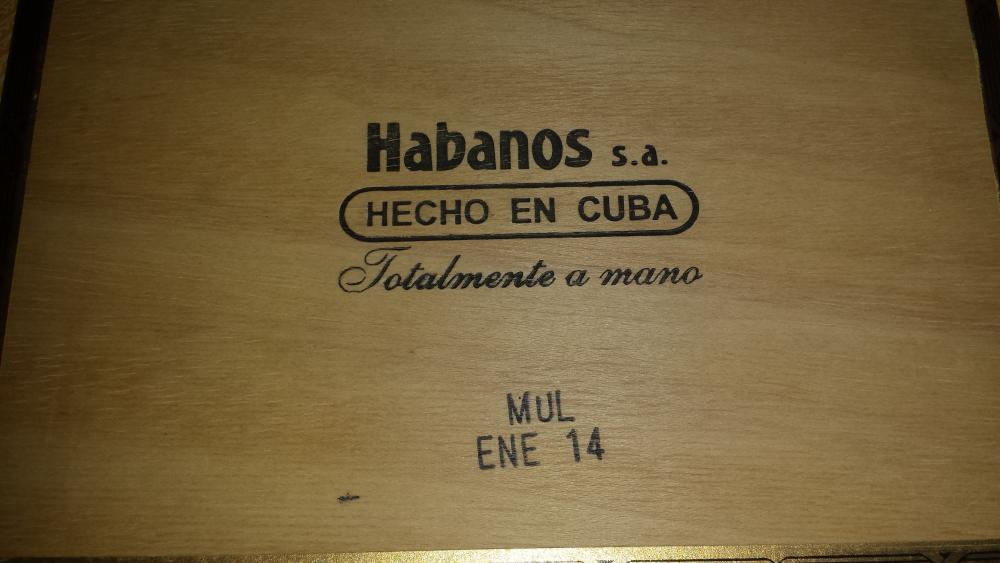 Habanos s.a.
HECHO EN CUBA
Totalmente a mano
MUL
ENE 14